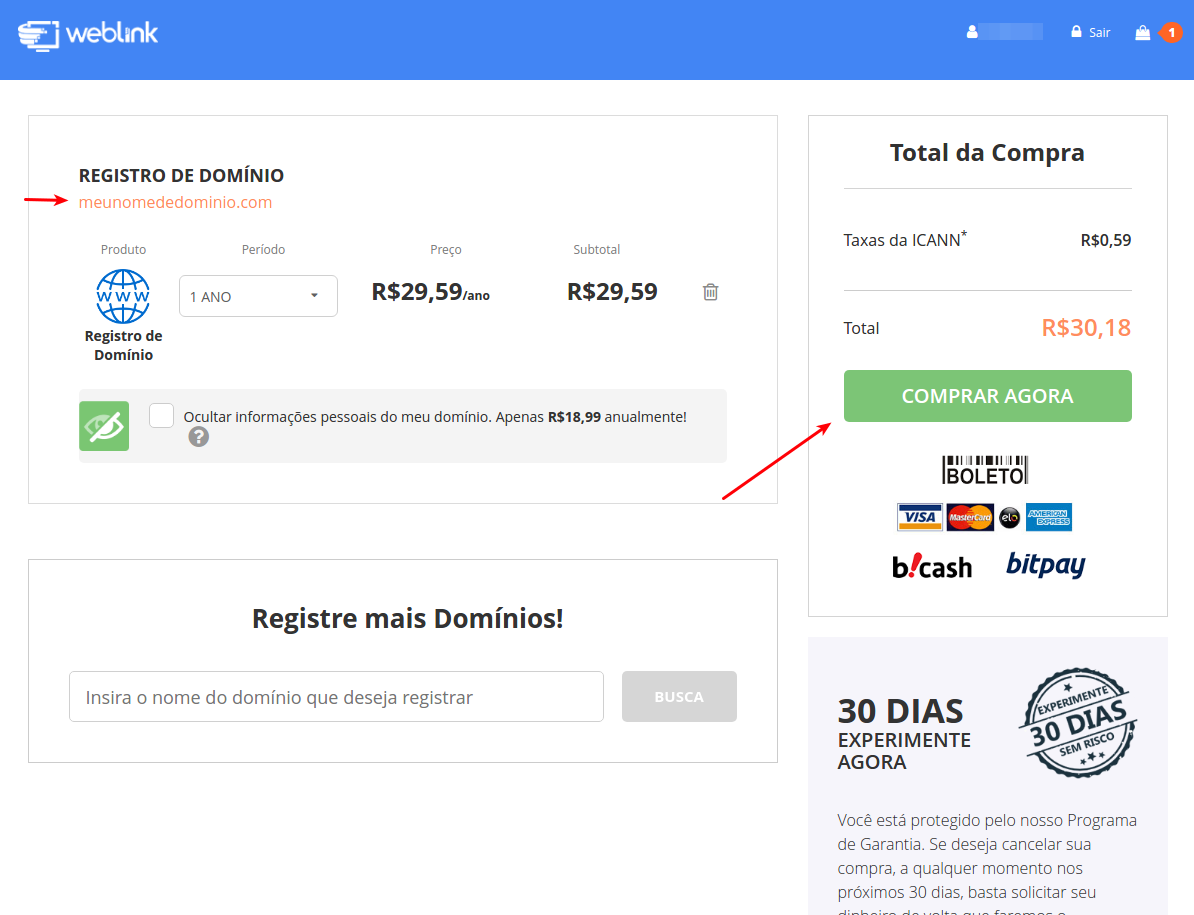 weblink
Sair
1
REGISTRO DE DOMÍNIO
meunomededominio.com
Produto
Período
Preço
Subtotal
WWW
Registro de
Domínio
1 ANO
R$29,59/ano
R$29,59
Ocultar informações pessoais do meu domínio. Apenas R$18,99 anualmente!
?
Registre mais Domínios!
Insira o nome do domínio que deseja registrar
BUSCA
Total da Compra
Taxas da ICANN* R$0,59
Total R$30,18
COMPRAR AGORA
BOLETO
VISA MasterCard elo AMERICAN EXPRESS
b!cash bitpay
30 DIAS
EXPERIMENTE
AGORA
EXPERIMENTE
30 DIAS
SEM RISCO
Você está protegido pelo nosso Programa
de Garantia. Se deseja cancelar sua
compra, a qualquer momento nos
próximos 30 dias, basta solicitar seu
dinheiro de volta que faremos o